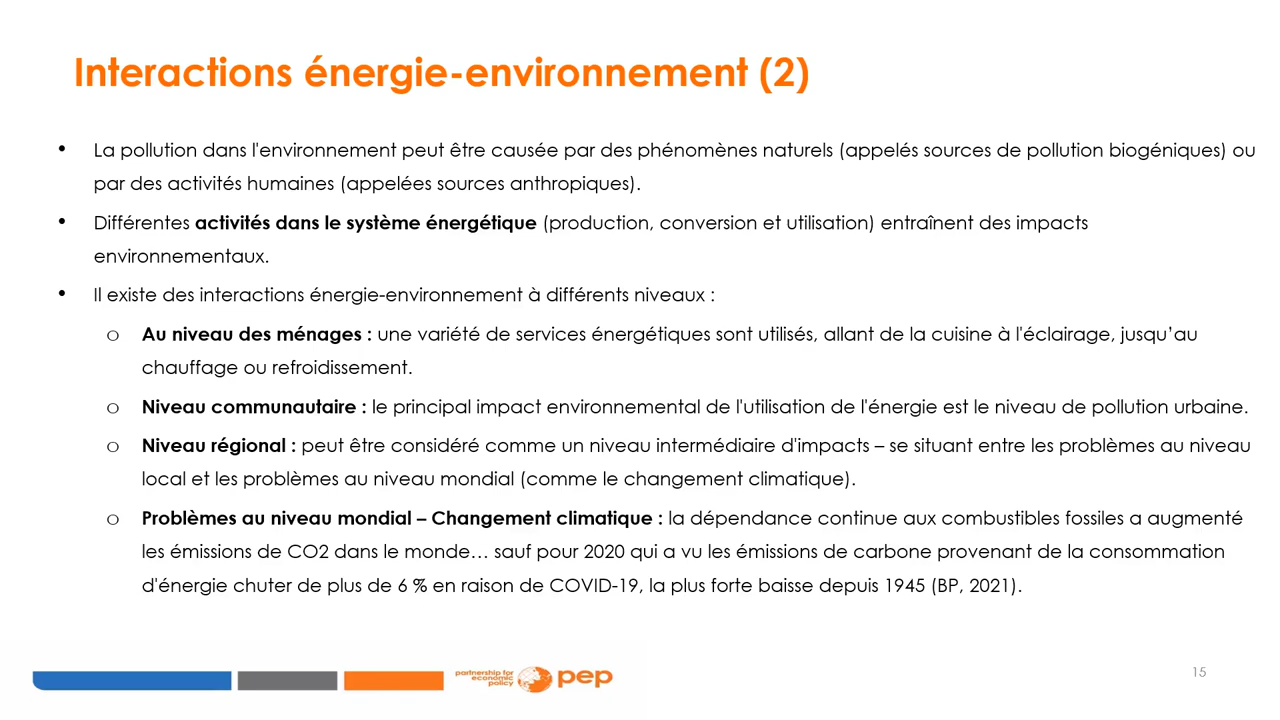 Interactions énergie-environnement (2)
• La pollution dans l'environnement peut être causée par des phénomènes naturels (appelés sources de pollution biogéniques) ou
par des activités humaines (appelées sources anthropiques).
• Différentes activités dans le système énergétique (production, conversion et utilisation) entraînent des impacts
environnementaux.
• Il existe des interactions énergie-environnement à différents niveaux :
o Au niveau des ménages : une variété de services énergétiques sont utilisés, allant de la cuisine à l'éclairage, jusqu’au
chauffage ou refroidissement.
o Niveau communautaire : le principal impact environnemental de l'utilisation de l'énergie est le niveau de pollution urbaine.
o Niveau régional : peut être considéré comme un niveau intermédiaire d'impacts – se situant entre les problèmes au niveau
local et les problèmes au niveau mondial (comme le changement climatique).
o Problèmes au niveau mondial – Changement climatique : la dépendance continue aux combustibles fossiles a augmenté
les émissions de CO2 dans le monde… sauf pour 2020 qui a vu les émissions de carbone provenant de la consommation
d'énergie chuter de plus de 6 % en raison de COVID-19, la plus forte baisse depuis 1945 (BP, 2021).
partnership for
economic
policy
pep
15